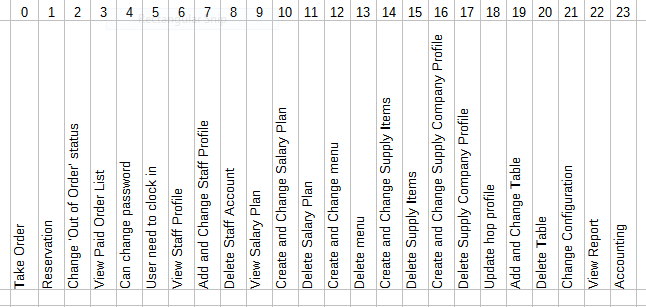 0 1 2 3 4 5 6 7 8 9 10 11 12 13 14 15 16 17 18 19 20 21 22 23
Take Order
Reservation
Change 'Out of Order' status
View Paid Order List
Can change password
User need to clock in
View Staff Profile
Add and Change Staff Profile
Delete Staff Account
View Salary Plan
Create and Change Salary Plan
Delete Salary Plan
Create and Change menu
Delete menu
Create and Change Supply Items
Delete Supply Items
Create and Change Supply Company Profile
Delete Supply Company Profile
Update hop profile
Add and Change Table
Delete Table
Change Configuration
View Report
Accounting